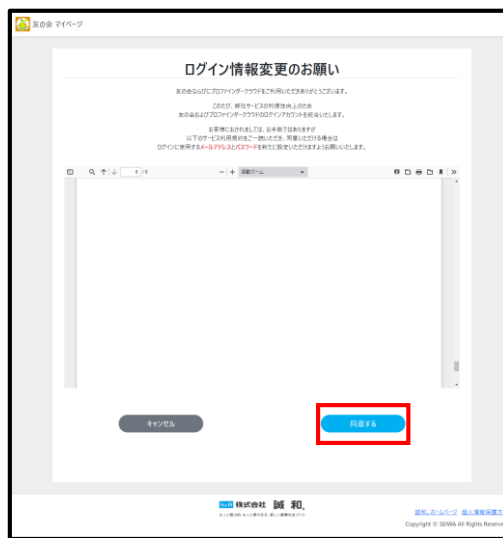 友の会 マイページ
ログイン情報変更のお願い
友の会ならびにプロファインダークラウドをご利用いただきありがとうございます。
このたび、弊社サービスの利便性向上のため
友の会およびプロファインダークラウドのログインアカウントを統合いたします。
お客様におかれましては、お手数ではありますが
以下のサービス利用規約をご一読いただき、同意いただける場合は
ログインに使用するメールアドレスとパスワードを新たに設定いただけますようお願いいたします。
自動ズーム
キャンセル
同意する
株式会社 誠 和。
誠和。ホームページ 個人情報保護方
Copyright © SEIWA All Rights Reserve